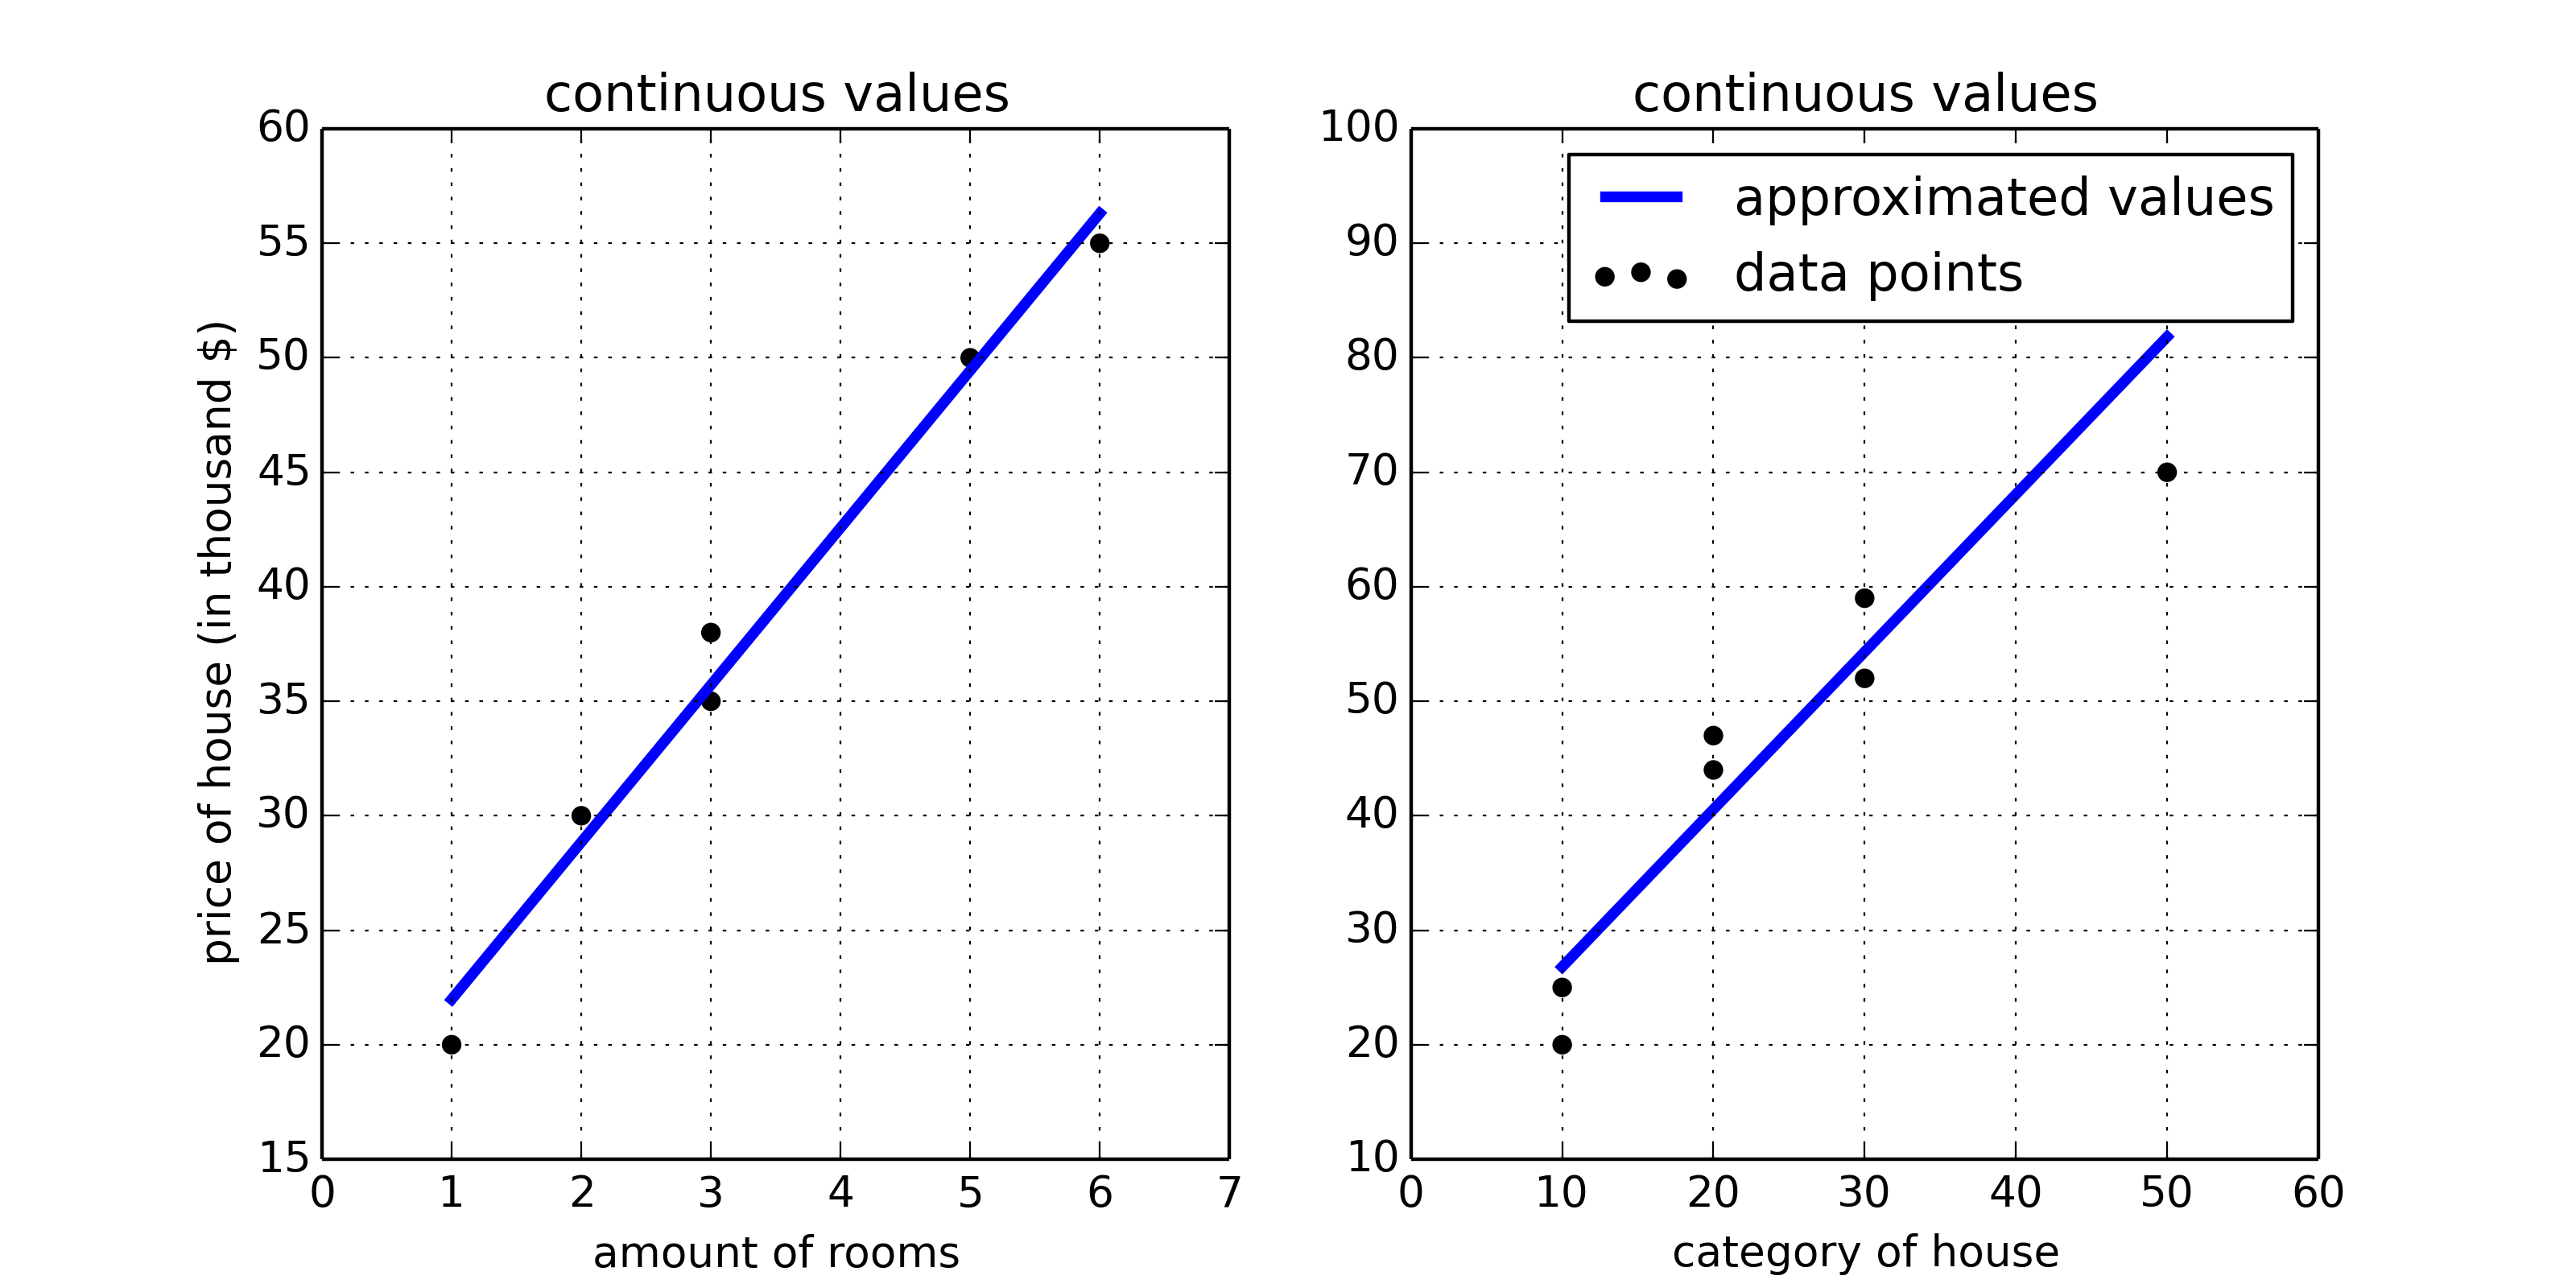 continuous values
60
55
50
45
40
35
30
25
20
15
0 1 2 3 4 5 6 7
amount of rooms
price of house (in thousand $)
continuous values
100
90
80
70
60
50
40
30
20
10
0 10 20 30 40 50 60
category of house
approximated values
data points